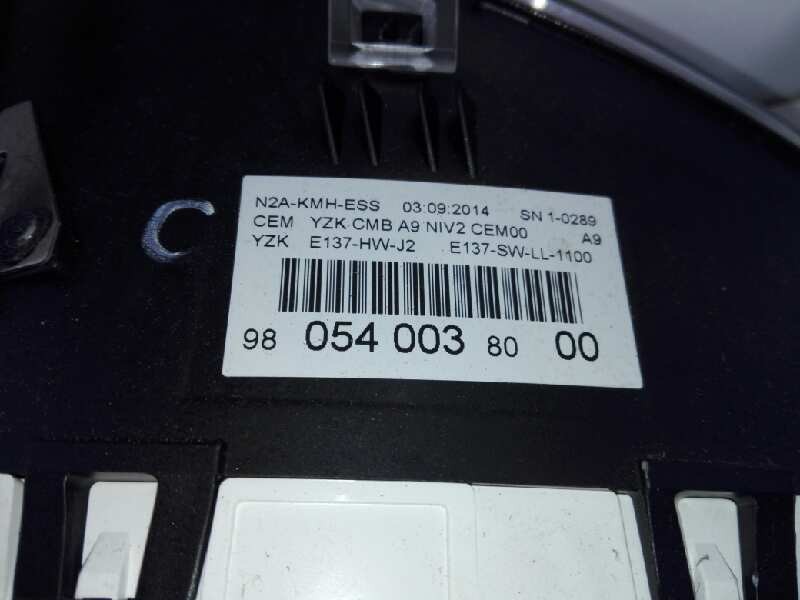 C
N2A-KMH-ESS 03:09:2014 SN 1-0289
CEM YZK CMB A9 NIV2 CEM00 A9
YZK E137-HW-J2 E137-SW-LL-1100
98 054 003 80 00